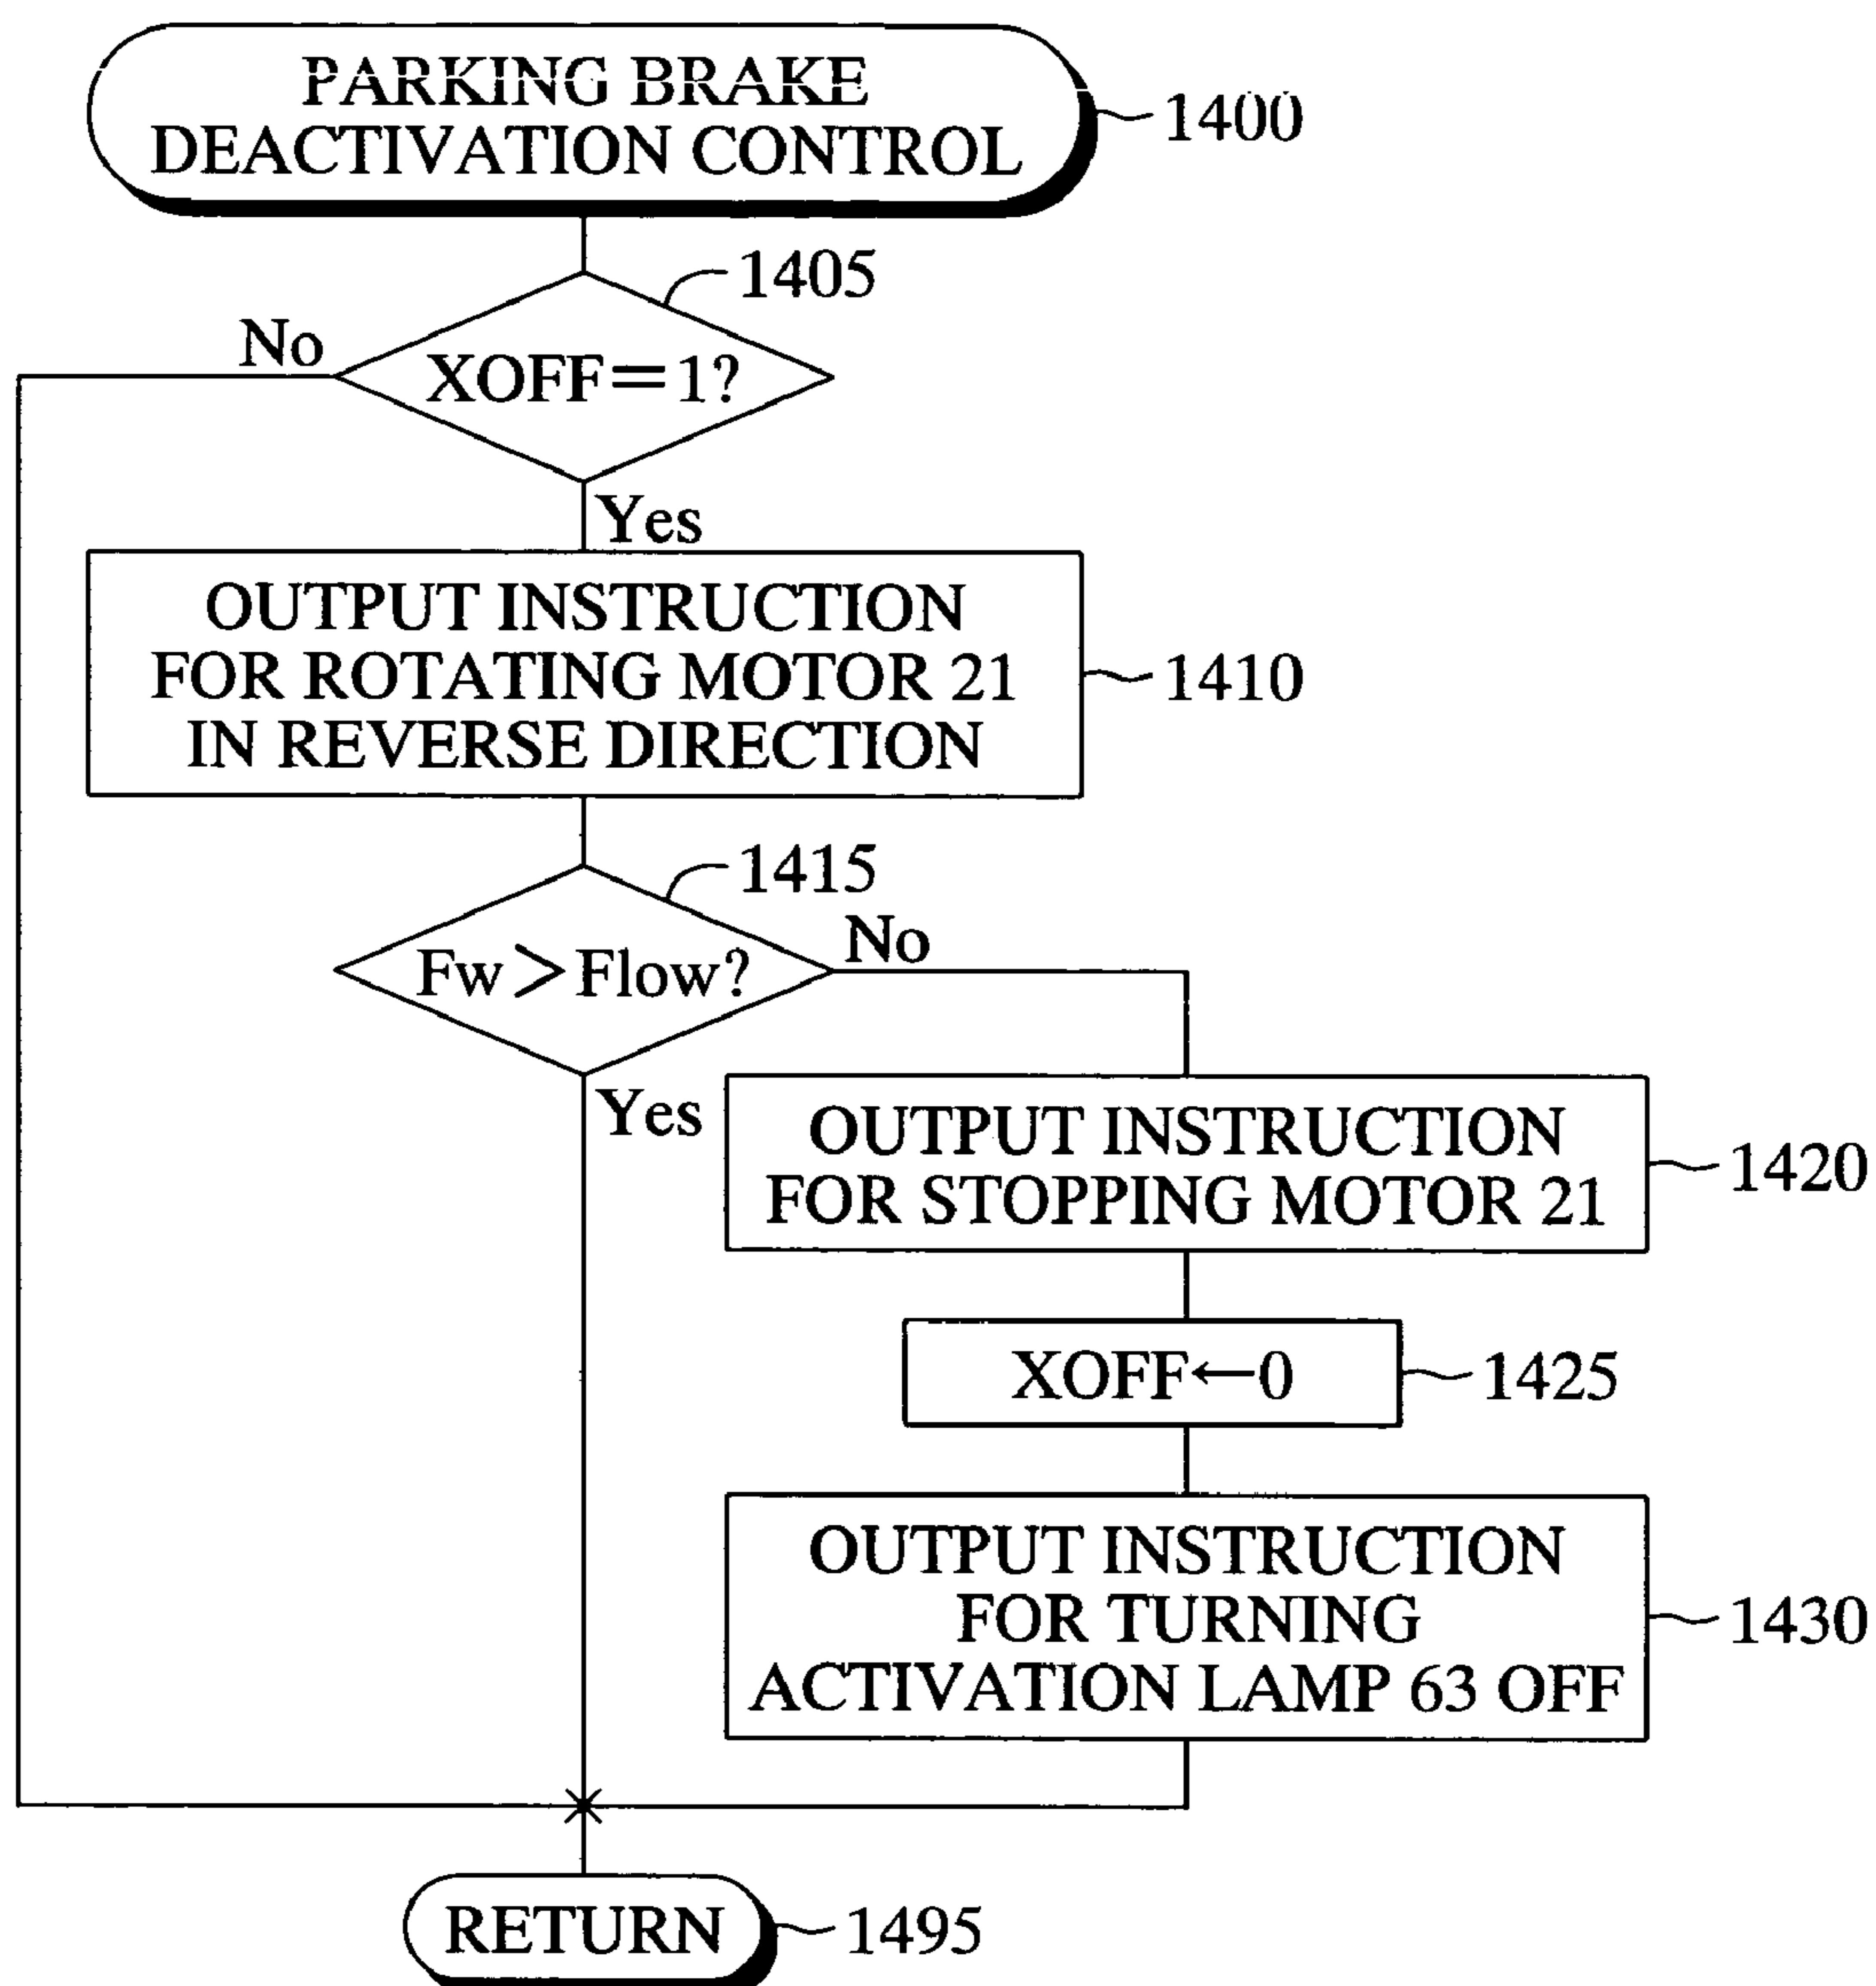 PARKING BRAKE
DEACTIVATION CONTROL
1400
1405
No
XOFF=1?
Yes
OUTPUT INSTRUCTION
FOR ROTATING MOTOR 21
IN REVERSE DIRECTION
1410
1415
No
Fw>Flow?
Yes
OUTPUT INSTRUCTION
FOR STOPPING MOTOR 21
1420
XOFF←0
1425
OUTPUT INSTRUCTION
FOR TURNING
ACTIVATION LAMP 63 OFF
1430
RETURN
1495